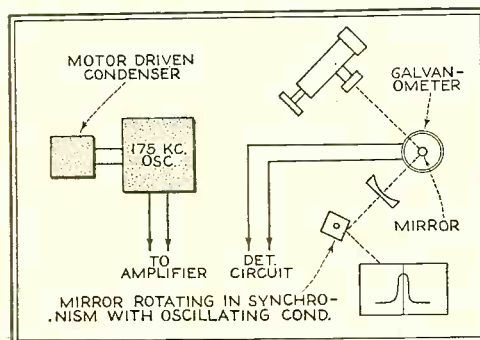 MOTOR DRIVEN
CONDENSER
175 KC.
OSC.
TO
AMPLIFIER
DET.
CIRCUIT
GALVAN-
OMETER
MIRROR
MIRROR ROTATING IN SYNCHRO-
.NISM WITH OSCILLATING COND.